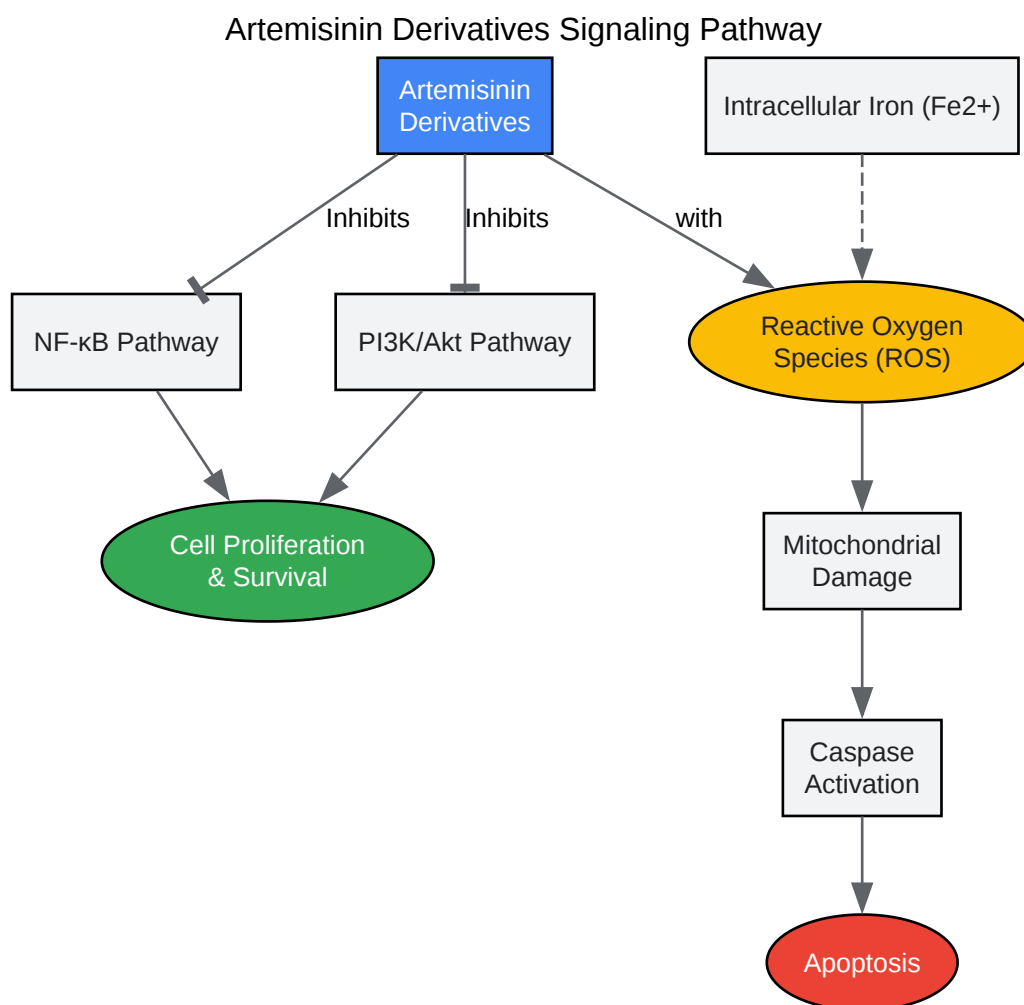 Artemisinin Derivatives Signaling Pathway
Artemisinin
Derivatives
Intracellular Iron (Fe2+)
Inhibits
Inhibits
with
NF-κB Pathway
PI3K/Akt Pathway
Reactive Oxygen
Species (ROS)
Cell Proliferation
& Survival
Mitochondrial
Damage
Caspase
Activation
Apoptosis